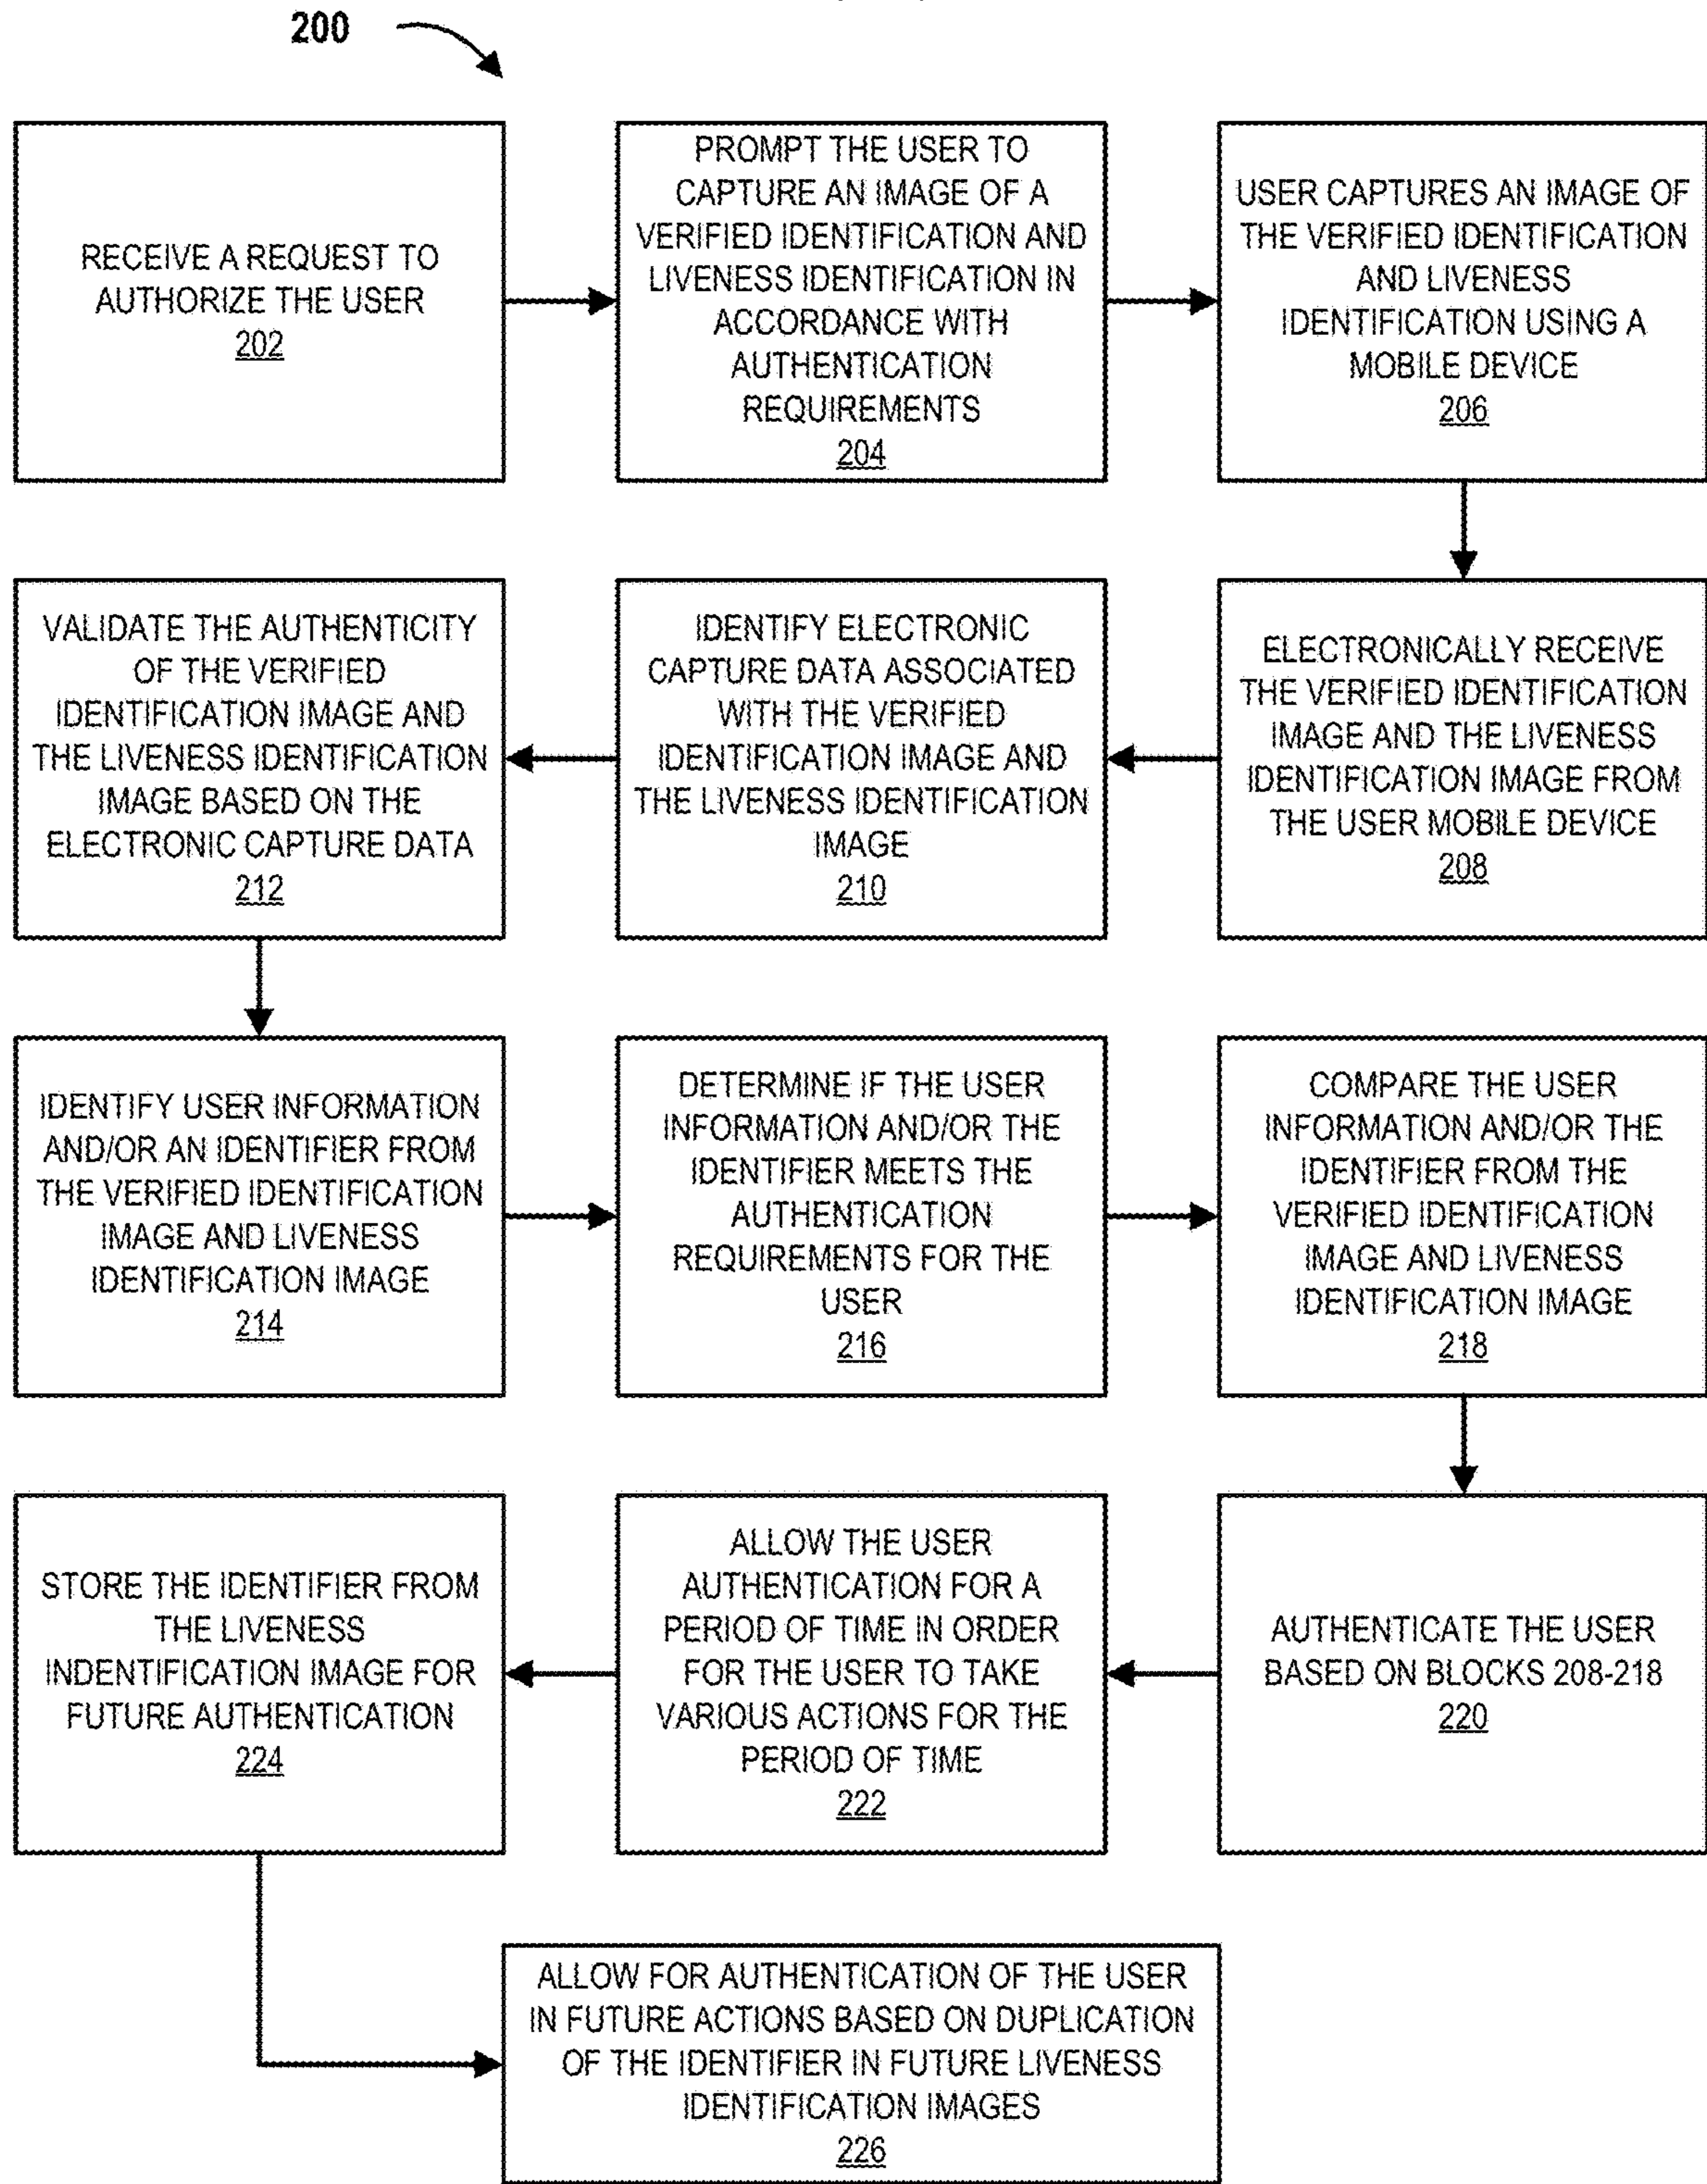 200
RECEIVE A REQUEST TO
AUTHORIZE THE USER
202
PROMPT THE USER TO
CAPTURE AN IMAGE OF A
VERIFIED IDENTIFICATION AND
LIVENESS IDENTIFICATION IN
ACCORDANCE WITH
AUTHENTICATION
REQUIREMENTS
204
USER CAPTURES AN IMAGE OF
THE VERIFIED IDENTIFICATION
AND LIVENESS
IDENTIFICATION USING A
MOBILE DEVICE
206
ELECTRONICALLY RECEIVE
THE VERIFIED IDENTIFICATION
IMAGE AND THE LIVENESS
IDENTIFICATION IMAGE FROM
THE USER MOBILE DEVICE
208
IDENTIFY ELECTRONIC
CAPTURE DATA ASSOCIATED
WITH THE VERIFIED
IDENTIFICATION IMAGE AND
THE LIVENESS IDENTIFICATION
IMAGE
210
VALIDATE THE AUTHENTICITY
OF THE VERIFIED
IDENTIFICATION IMAGE AND
THE LIVENESS IDENTIFICATION
IMAGE BASED ON THE
ELECTRONIC CAPTURE DATA
212
IDENTIFY USER INFORMATION
AND/OR AN IDENTIFIER FROM
THE VERIFIED IDENTIFICATION
IMAGE AND LIVENESS
IDENTIFICATION IMAGE
214
DETERMINE IF THE USER
INFORMATION AND/OR THE
IDENTIFIER MEETS THE
AUTHENTICATION
REQUIREMENTS FOR THE
USER
216
COMPARE THE USER
INFORMATION AND/OR THE
IDENTIFIER FROM THE
VERIFIED IDENTIFICATION
IMAGE AND LIVENESS
IDENTIFICATION IMAGE
218
AUTHENTICATE THE USER
BASED ON BLOCKS 208-218
220
ALLOW THE USER
AUTHENTICATION FOR A
PERIOD OF TIME IN ORDER
FOR THE USER TO TAKE
VARIOUS ACTIONS FOR THE
PERIOD OF TIME
222
STORE THE IDENTIFIER FROM
THE LIVENESS
INDENTIFICATION IMAGE FOR
FUTURE AUTHENTICATION
224
ALLOW FOR AUTHENTICATION OF THE USER
IN FUTURE ACTIONS BASED ON DUPLICATION
OF THE IDENTIFIER IN FUTURE LIVENESS
IDENTIFICATION IMAGES
226